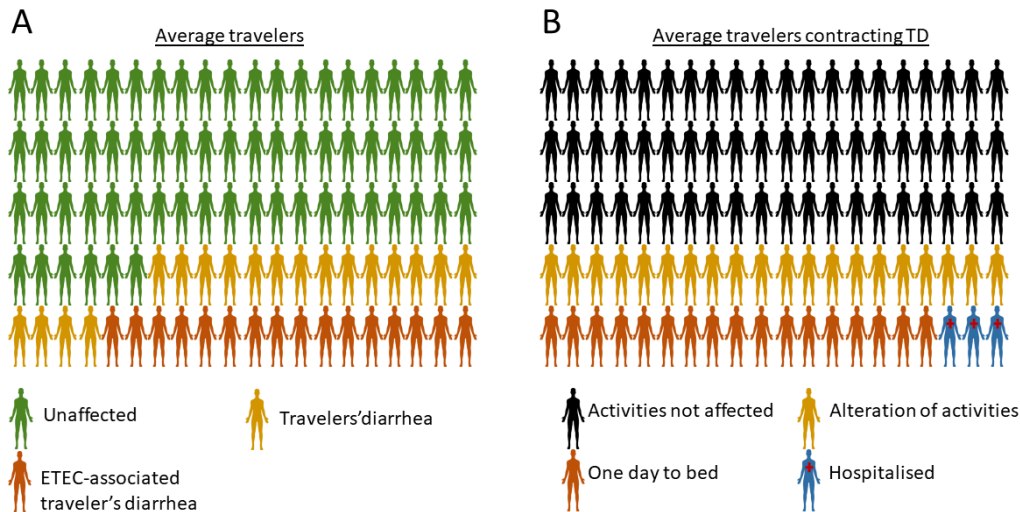 A
Average travelers
B
Average travelers contracting TD
Unaffected
Travelers'diarrhea
ETEC-associated
traveler's diarrhea
Activities not affected
Alteration of activities
One day to bed
Hospitalised